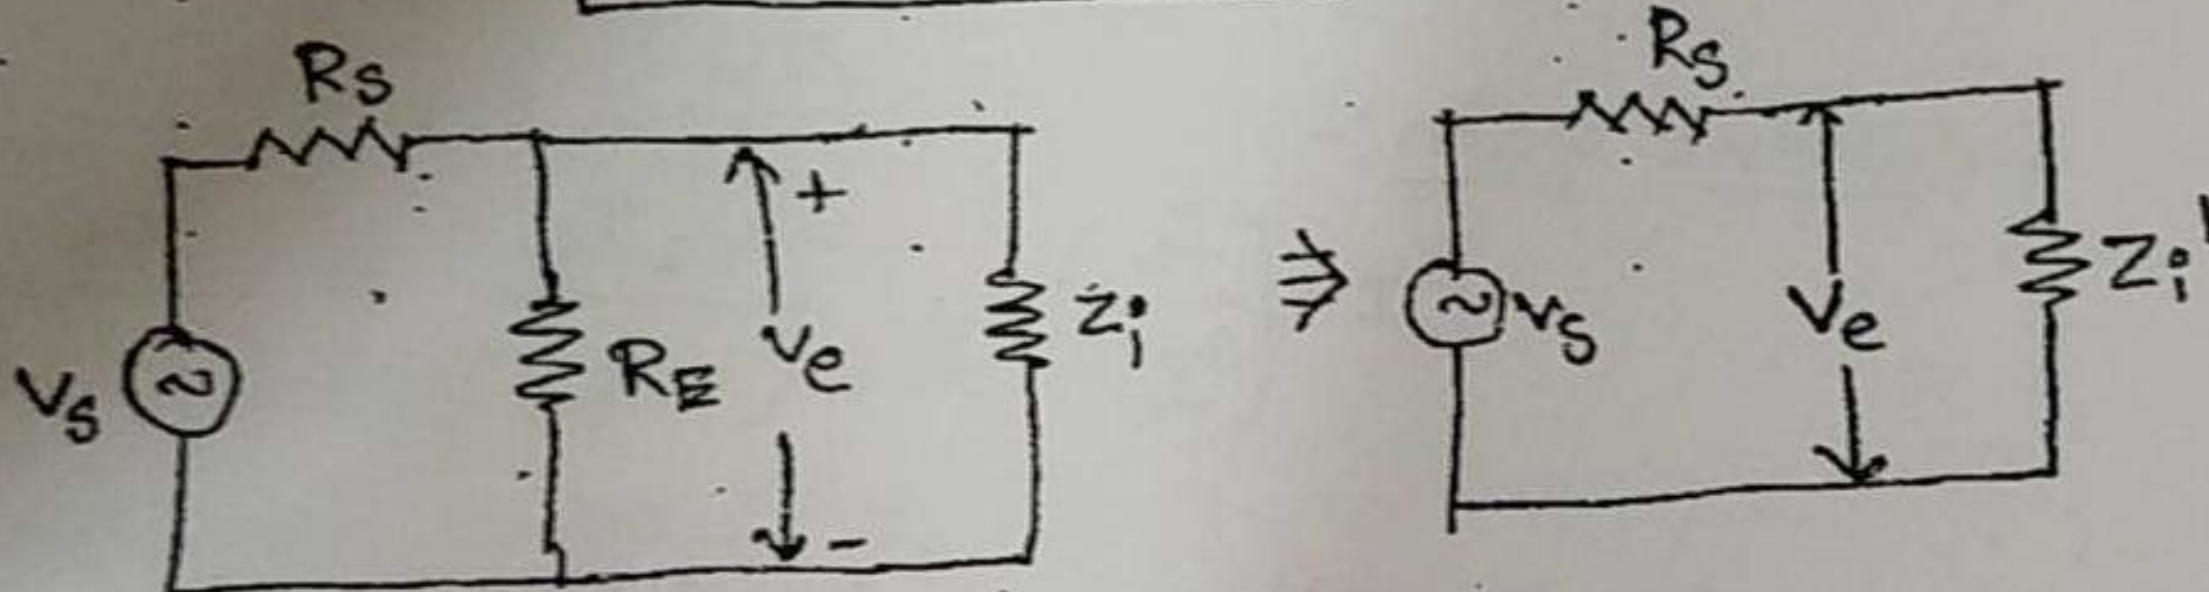 Rs
+
Vs
RE
Ve
Zi
-
⇒
Rs
Vs
Ve
Zi'